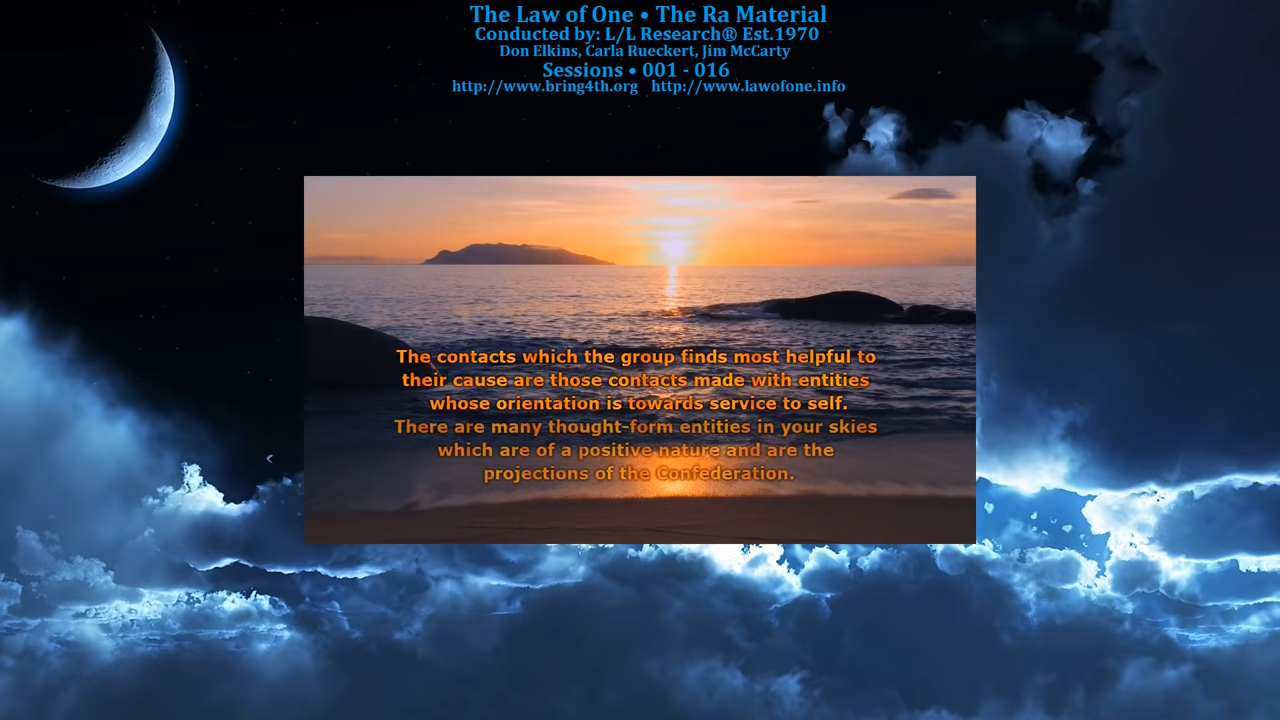 The Law of One • The Ra Material
Conducted by: L/L Research® Est.1970
Don Elkins, Carla Rueckert, Jim McCarty
Sessions • 001 - 016
http://www.bring4th.org http://www.lawofone.info
The contacts which the group finds most helpful to
their cause are those contacts made with entities
whose orientation is towards service to self.
There are many thought-form entities in your skies
which are of a positive nature and are the
projections of the Confederation.